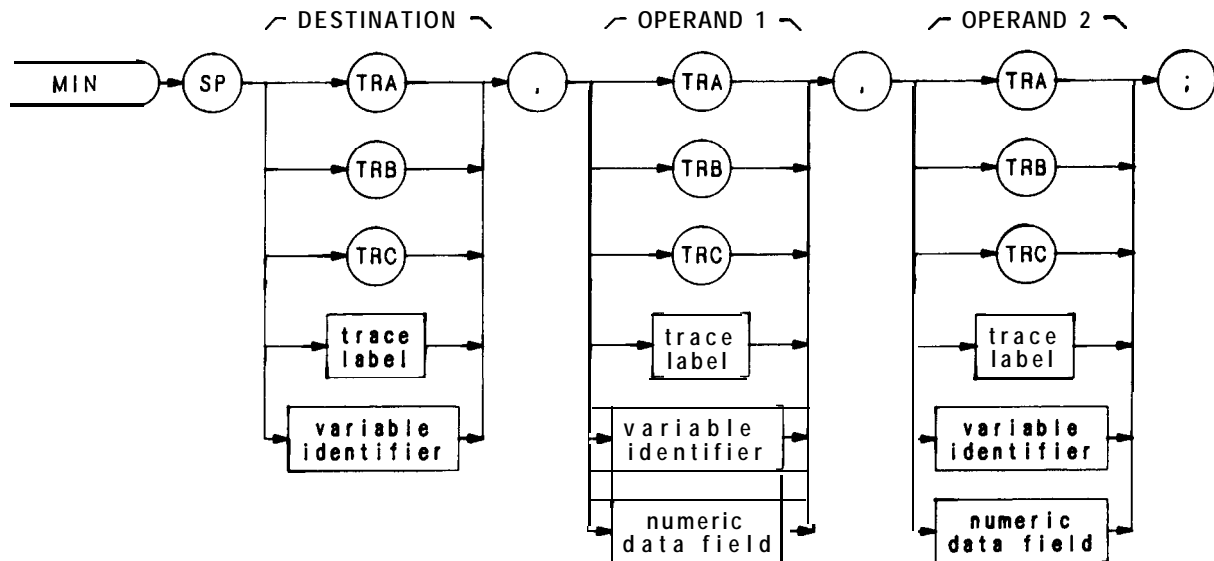 DESTINATION OPERAND 1 OPERAND 2
MIN SP TRA , TRA , TRA ;
TRB TRB TRB
TRC TRC TRC
trace trace trace
label label label
variable variable variable
identifier identifier identifier
numeric numeric
data field data field